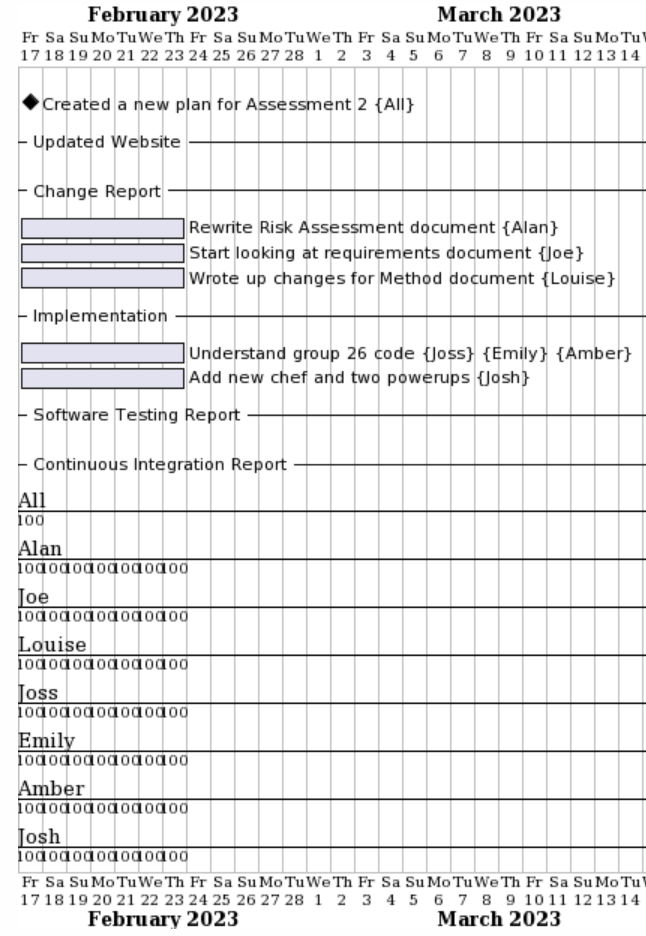 February 2023 March 2023
Fr Sa Su Mo Tu We Th Fr Sa Su Mo Tu We Th Fr Sa Su Mo Tu We Th Fr Sa Su Mo Tu
17 18 19 20 21 22 23 24 25 26 27 28 1 2 3 4 5 6 7 8 9 10 11 12 13 14
Created a new plan for Assessment 2 {All}
Updated Website
Change Report
Rewrite Risk Assessment document {Alan}
Start looking at requirements document {Joe}
Wrote up changes for Method document {Louise}
Implementation
Understand group 26 code {Joss} {Emily} {Amber}
Add new chef and two powerups {Josh}
Software Testing Report
Continuous Integration Report
All
100
Alan
100 100 100 100 100 100 100
Joe
100 100 100 100 100 100 100
Louise
100 100 100 100 100 100 100
Joss
100 100 100 100 100 100 100
Emily
100 100 100 100 100 100 100
Amber
100 100 100 100 100 100 100
Josh
100 100 100 100 100 100 100
Fr Sa Su Mo Tu We Th Fr Sa Su Mo Tu We Th Fr Sa Su Mo Tu We Th Fr Sa Su Mo Tu
17 18 19 20 21 22 23 24 25 26 27 28 1 2 3 4 5 6 7 8 9 10 11 12 13 14
February 2023 March 2023